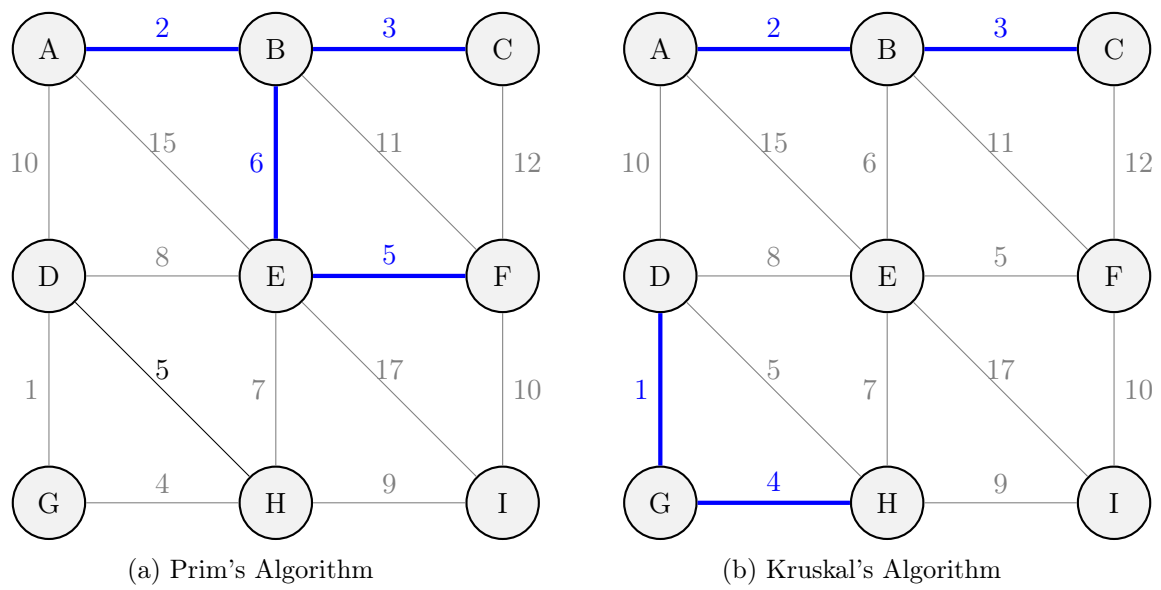 2 3 2 3
A B C A B C
10 15 6 11 12 10 15 6 11 12
8 5 8 5
D E F D E F
1 5 7 17 10 1 5 7 17 10
4 9 4 9
G H I G H I
(a) Prim's Algorithm (b) Kruskal's Algorithm